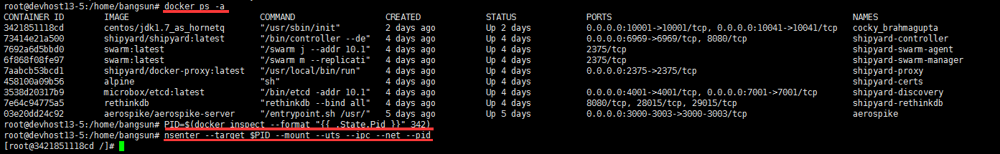 root@devhost13-5:/home/bangsun# docker ps -a
CONTAINER ID IMAGE COMMAND CREATED STATUS PORTS NAMES
3421851118cd centos/jdk1.7_as_hornetq "/usr/sbin/init" 2 days ago Up 2 days 0.0.0.0:10001->10001/tcp, 0.0.0.0:10041->10041/tcp cocky_brahmagupta
73414e21a500 shipyard/shipyard:latest "/bin/controller --de" 4 days ago Up 4 days 0.0.0.0:6969->6969/tcp, 8080/tcp shipyard-controller
7692a6d5bbd0 swarm:latest "/swarm j --addr 10.1" 4 days ago Up 4 days 2375/tcp shipyard-swarm-agent
6f868f08fe97 swarm:latest "/swarm m --replicati" 4 days ago Up 4 days 2375/tcp shipyard-swarm-manager
7aabcb53bcd1 shipyard/docker-proxy:latest "/usr/local/bin/run" 4 days ago Up 4 days 0.0.0.0:2375->2375/tcp shipyard-proxy
458100a09b56 alpine "sh" 4 days ago Up 4 days shipyard-certs
3538d20317b9 microbox/etcd:latest "/bin/etcd -addr 10.1" 4 days ago Up 4 days 0.0.0.0:4001->4001/tcp, 0.0.0.0:7001->7001/tcp shipyard-discovery
7e64c94775a5 rethinkdb "rethinkdb --bind all" 4 days ago Up 4 days 8080/tcp, 28015/tcp, 29015/tcp shipyard-rethinkdb
03e20dd24c92 aerospike/aerospike-server "/entrypoint.sh /usr/" 5 days ago Up 5 days 0.0.0.0:3000-3003->3000-3003/tcp aerospike
root@devhost13-5:/home/bangsun# PID=$(docker inspect --format "{{ .State.Pid }}" 342)
root@devhost13-5:/home/bangsun# nsenter --target $PID --mount --uts --ipc --net --pid
[root@3421851118cd /]#